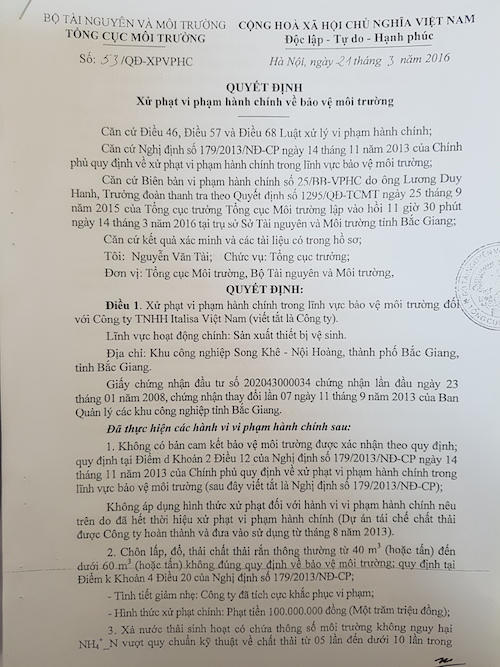 BỘ TÀI NGUYÊN VÀ MÔI TRƯỜNG
TỔNG CỤC MÔI TRƯỜNG
CỘNG HOÀ XÃ HỘI CHỦ NGHĨA VIỆT NAM
Độc lập - Tự do - Hạnh phúc
Số: 53/QĐ-XPVPHC
Hà Nội, ngày 21 tháng 3 năm 2016
QUYẾT ĐỊNH
Xử phạt vi phạm hành chính về bảo vệ môi trường
Căn cứ Điều 46, Điều 57 và Điều 68 Luật xử lý vi phạm hành chính;
Căn cứ Nghị định số 179/2013/NĐ-CP ngày 14 tháng 11 năm 2013 của Chính
phủ quy định về xử phạt vi phạm hành chính trong lĩnh vực bảo vệ môi trường;
Căn cứ Biên bản vi phạm hành chính số 25/BB-VPHC do ông Lương Duy
Hanh, Trưởng đoàn thanh tra theo Quyết định số 1295/QĐ-TCMT ngày 25 tháng 9
năm 2015 của Tổng cục trưởng Tổng cục Môi trường lập vào hồi 11 giờ 30 phút
ngày 14 tháng 3 năm 2016 tại trụ sở Sở Tài nguyên và Môi trường tỉnh Bắc Giang;
Căn cứ kết quả xác minh và các tài liệu có trong hồ sơ;
Tôi: Nguyễn Văn Tài; Chức vụ: Tổng cục trưởng;
Đơn vị: Tổng cục Môi trường, Bộ Tài nguyên và Môi trường,
QUYẾT ĐỊNH:
Điều 1. Xử phạt vi phạm hành chính trong lĩnh vực bảo vệ môi trường đối
với Công ty TNHH Italisa Việt Nam (viết tắt là Công ty).
Lĩnh vực hoạt động chính: Sản xuất thiết bị vệ sinh.
Địa chỉ: Khu công nghiệp Song Khê - Nội Hoàng, thành phố Bắc Giang,
tỉnh Bắc Giang.
Giấy chứng nhận đầu tư số 202043000034 chứng nhận lần đầu ngày 23
tháng 01 năm 2008, chứng nhận thay đổi lần 07 ngày 11 tháng 9 năm 2013 của Ban
Quản lý các khu công nghiệp tỉnh Bắc Giang.
Đã thực hiện các hành vi vi phạm hành chính sau:
1. Không có bản cam kết bảo vệ môi trường được xác nhận theo quy định;
quy định tại Điểm d Khoản 2 Điều 12 của Nghị định số 179/2013/NĐ-CP ngày 14
tháng 11 năm 2013 của Chính phủ quy định về xử phạt vi phạm hành chính trong
lĩnh vực bảo vệ môi trường (sau đây viết tắt là Nghị định số 179/2013/NĐ-CP);
Không áp dụng hình thức xử phạt đối với hành vi vi phạm hành chính nêu
trên do đã hết thời hiệu xử phạt vi phạm hành chính (Dự án tái chế chất thải
được Công ty hoàn thành và đưa vào sử dụng từ tháng 8 năm 2013).
2. Chôn lấp, đổ, thải chất thải rắn thông thường từ 40 m³ (hoặc tấn) đến
dưới 60 m³ (hoặc tấn) không đúng quy định về bảo vệ môi trường; quy định tại
Điểm k Khoản 4 Điều 20 của Nghị định số 179/2013/NĐ-CP;
- Tình tiết giảm nhẹ: Công ty đã tích cực khắc phục vi phạm;
- Hình thức xử phạt chính: Phạt tiền 100.000.000 đồng (Một trăm triệu đồng);
3. Xả nước thải sinh hoạt có chứa thông số môi trường không nguy hại
NH₄⁺_N vượt quy chuẩn kỹ thuật về chất thải từ 05 lần đến dưới 10 lần trong